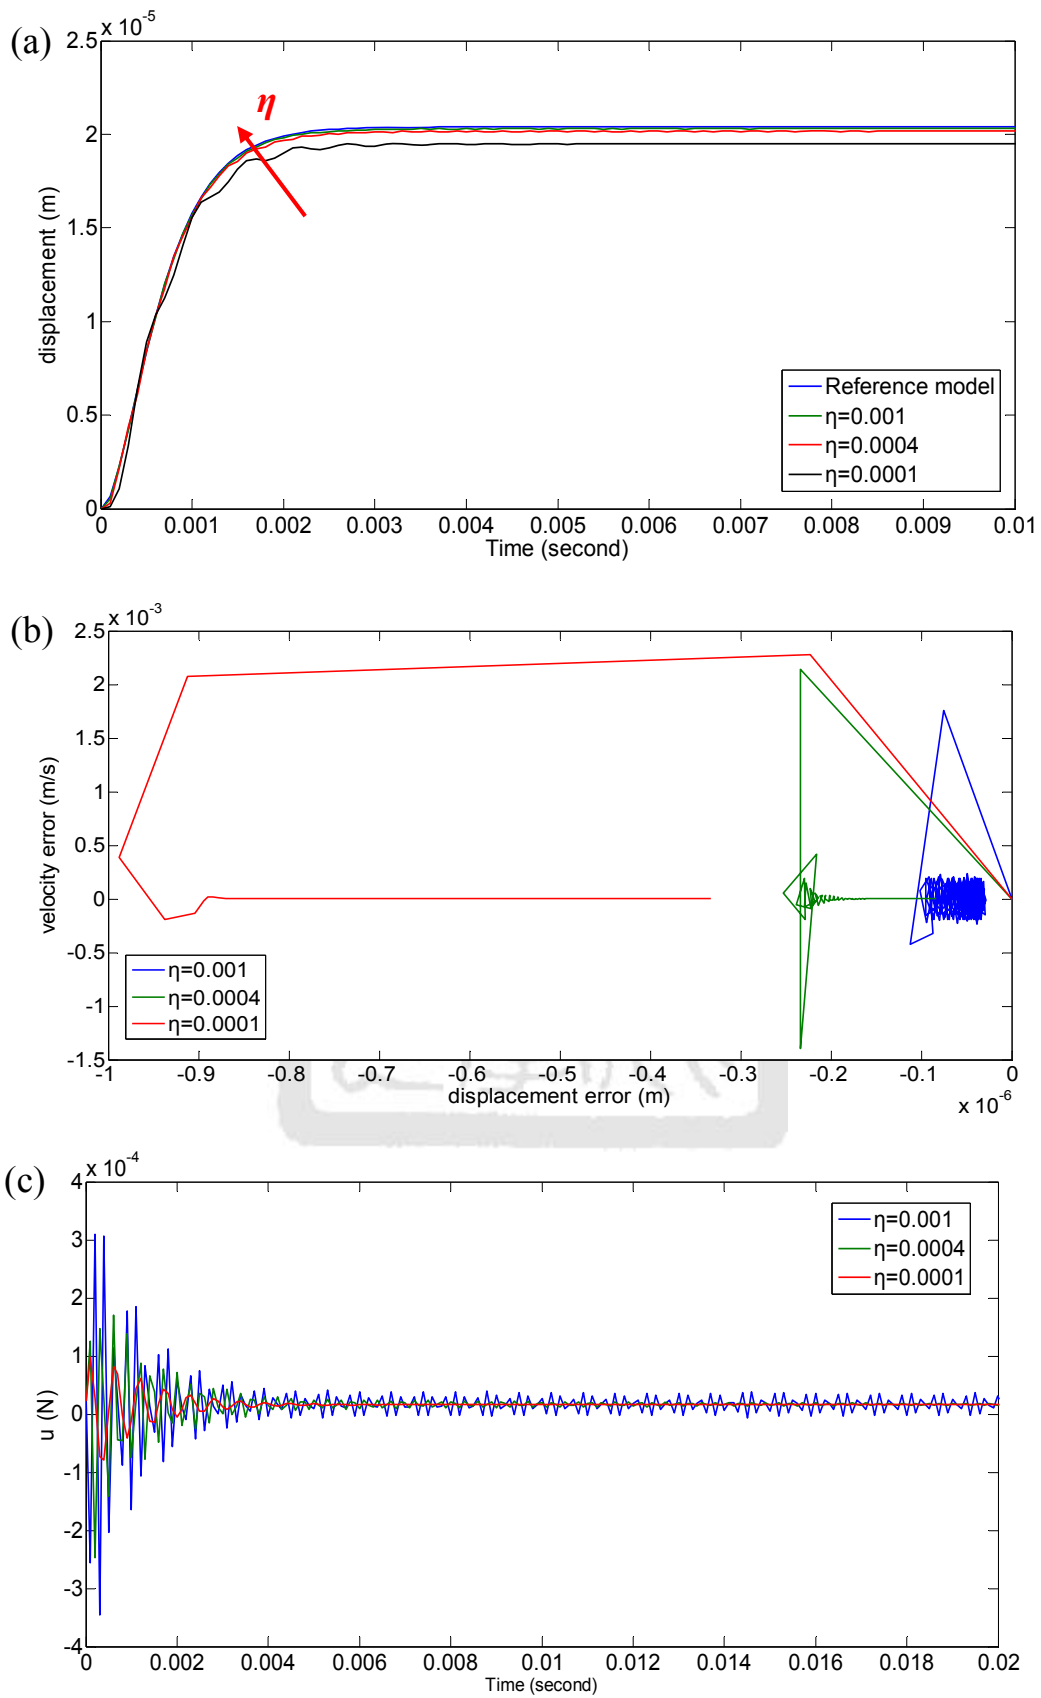 (a)
x 10^-5
2.5
2
1.5
1
0.5
0
η
displacement (m)
Reference model
η=0.001
η=0.0004
η=0.0001
0 0.001 0.002 0.003 0.004 0.005 0.006 0.007 0.008 0.009 0.01
Time (second)
(b)
x 10^-3
2.5
2
1.5
1
0.5
0
-0.5
-1
-1.5
velocity error (m/s)
η=0.001
η=0.0004
η=0.0001
-1 -0.9 -0.8 -0.7 -0.6 -0.5 -0.4 -0.3 -0.2 -0.1 0
displacement error (m)
x 10^-6
(c)
x 10^-4
4
3
2
1
0
-1
-2
-3
-4
u (N)
η=0.001
η=0.0004
η=0.0001
0 0.002 0.004 0.006 0.008 0.01 0.012 0.014 0.016 0.018 0.02
Time (second)